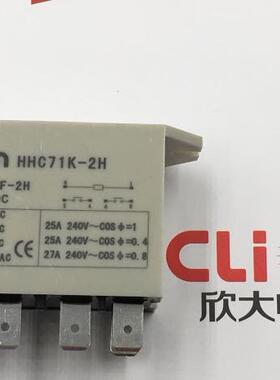 HHC71K-2H
F-2H
25A 240V~COSφ=1
25A 240V~COSφ=0.4
27A 240V~COSφ=0.8
CE
CLi
欣大